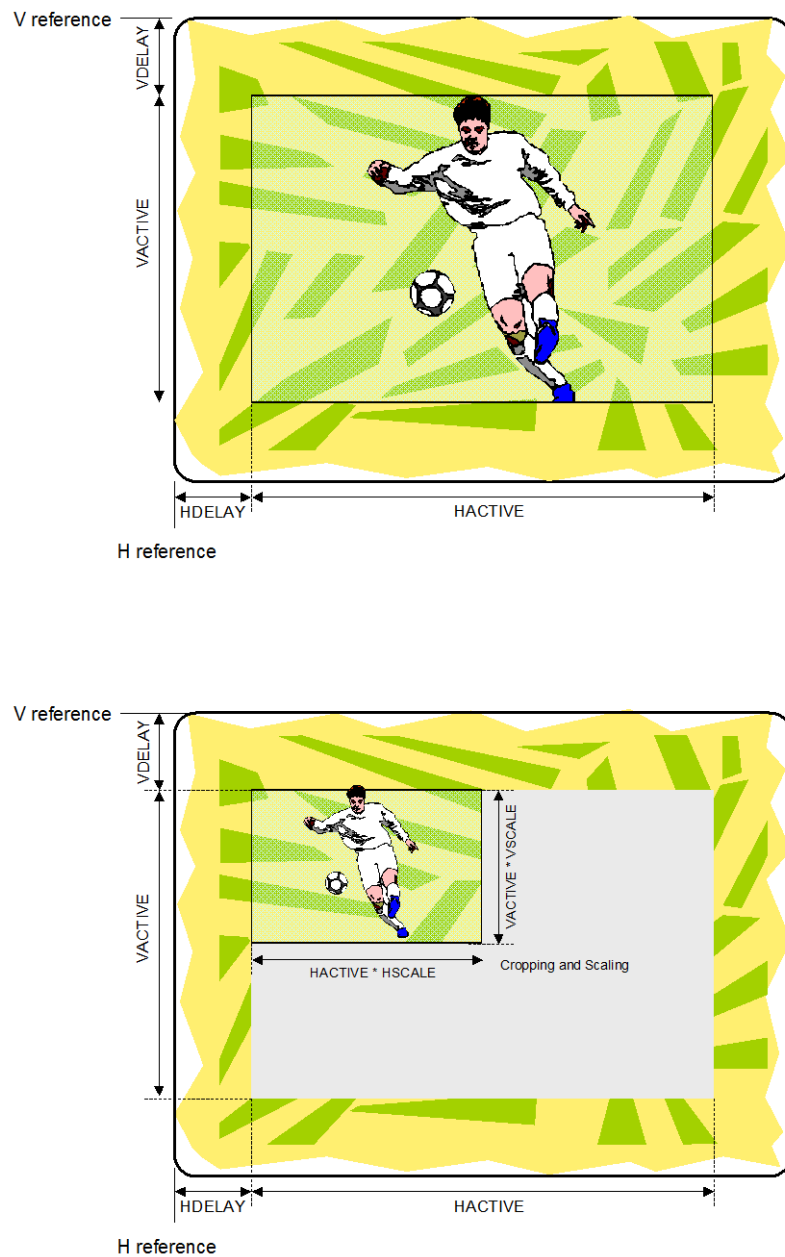 V reference
VDELAY
VACTIVE
HDELAY
HACTIVE
H reference
V reference
VDELAY
VACTIVE
VACTIVE * VSCALE
HACTIVE * HSCALE
Cropping and Scaling
HDELAY
HACTIVE
H reference